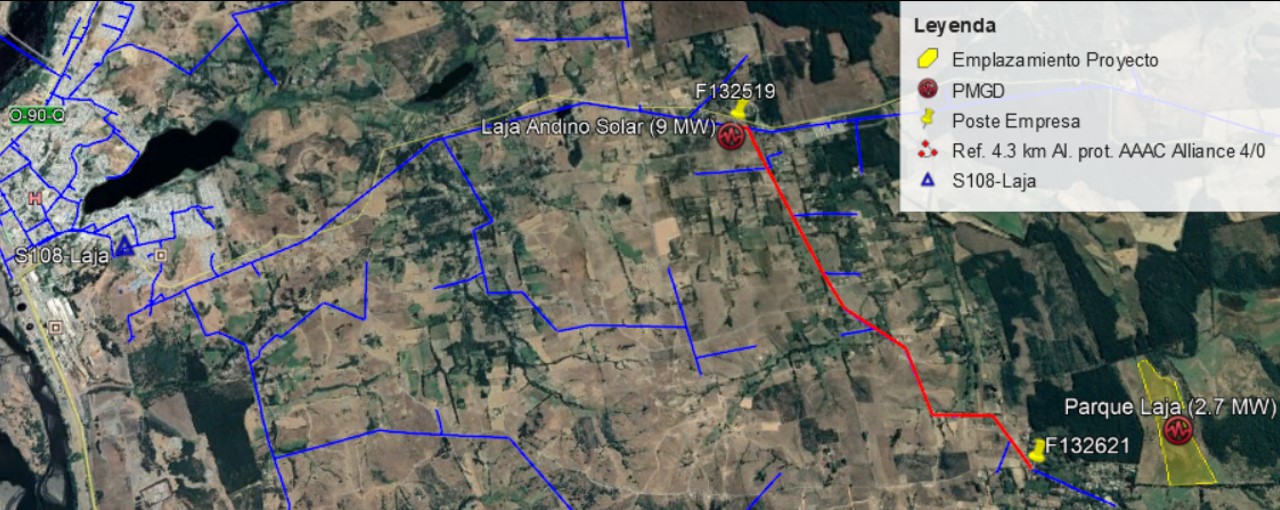 Leyenda
Emplazamiento Proyecto
PMGD
Poste Empresa
Ref. 4.3 km Al. prot. AAAC Alliance 4/0
S108-Laja
F132519
Laja Andino Solar (9 MW)
O-90-Q
H
S108-Laja
Parque Laja (2.7 MW)
F132621